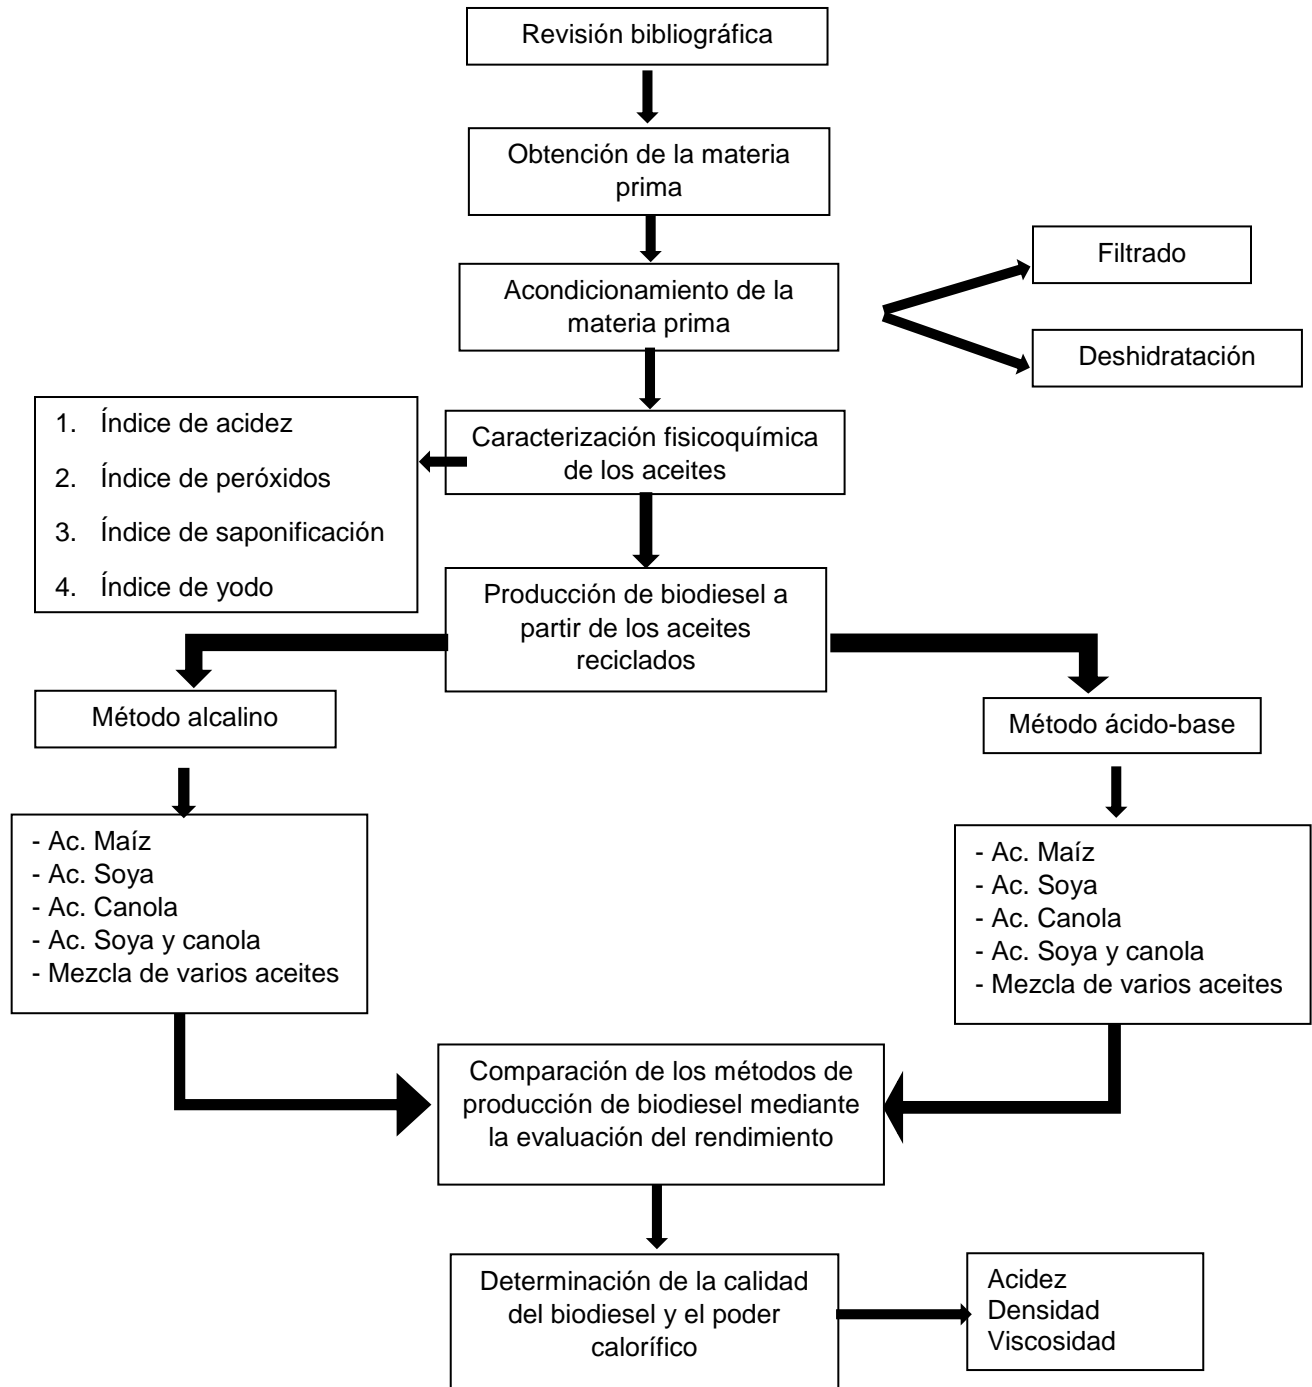 Revisión bibliográfica
Obtención de la materia
prima
Acondicionamiento de la
materia prima
Filtrado
Deshidratación
Caracterización fisicoquímica
de los aceites
1. Índice de acidez
2. Índice de peróxidos
3. Índice de saponificación
4. Índice de yodo
Producción de biodiesel a
partir de los aceites
reciclados
Método alcalino
Método ácido-base
- Ac. Maíz
- Ac. Soya
- Ac. Canola
- Ac. Soya y canola
- Mezcla de varios aceites
- Ac. Maíz
- Ac. Soya
- Ac. Canola
- Ac. Soya y canola
- Mezcla de varios aceites
Comparación de los métodos de
producción de biodiesel mediante
la evaluación del rendimiento
Determinación de la calidad
del biodiesel y el poder
calorífico
Acidez
Densidad
Viscosidad